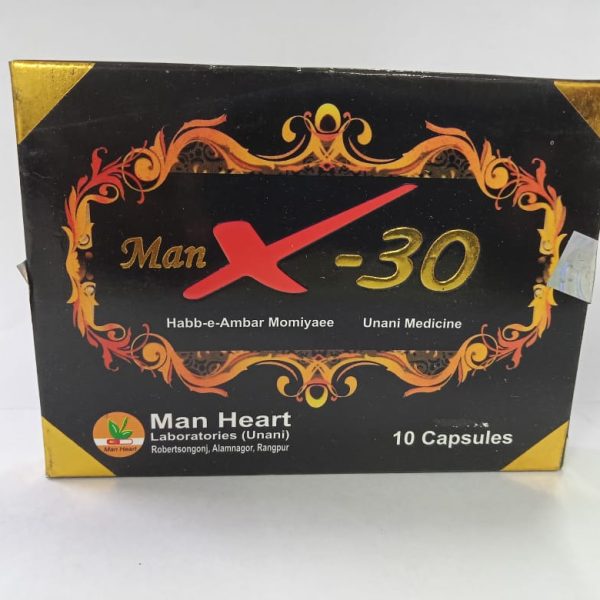 Man X -30
Habb-e-Ambar Momiyaee Unani Medicine
Man Heart
Laboratories (Unani)
Robertsongonj, Alamnagor, Rangpur
Man Heart
10 Capsules